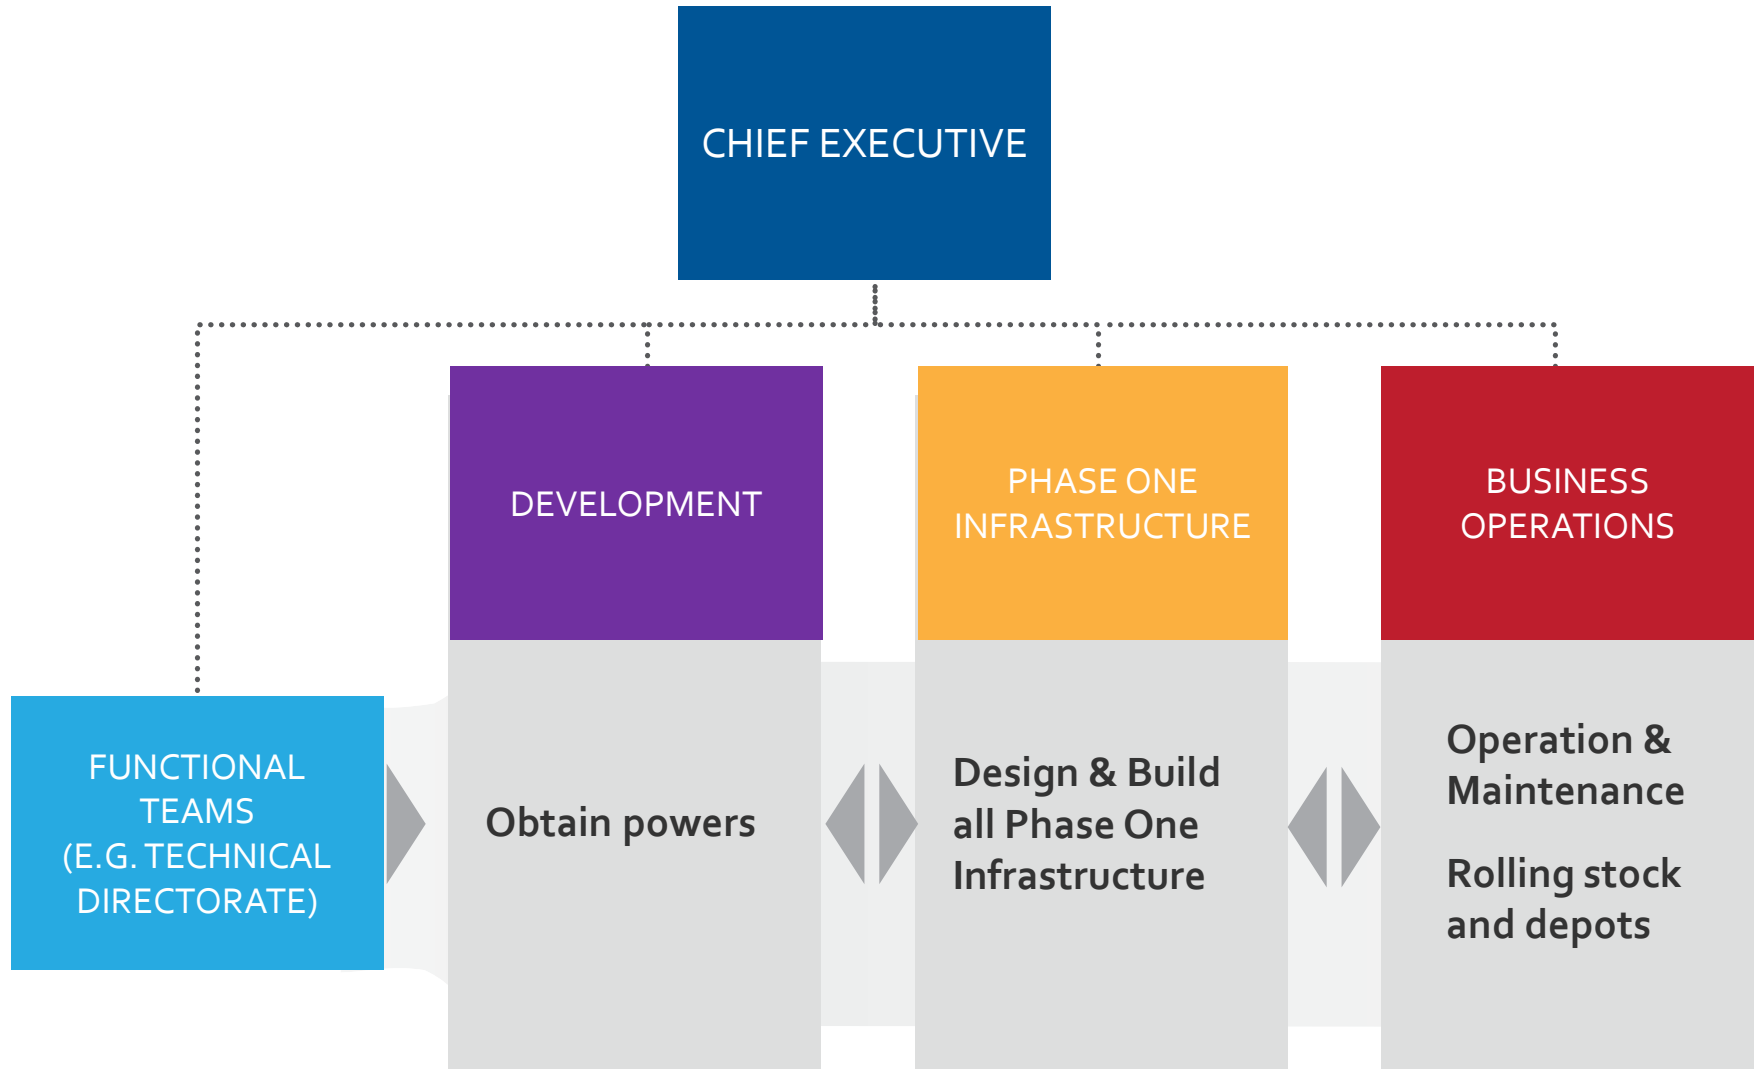 CHIEF EXECUTIVE
DEVELOPMENT
PHASE ONE
INFRASTRUCTURE
BUSINESS
OPERATIONS
FUNCTIONAL
TEAMS
(E.G. TECHNICAL
DIRECTORATE)
Obtain powers
Design & Build
all Phase One
Infrastructure
Operation &
Maintenance
Rolling stock
and depots